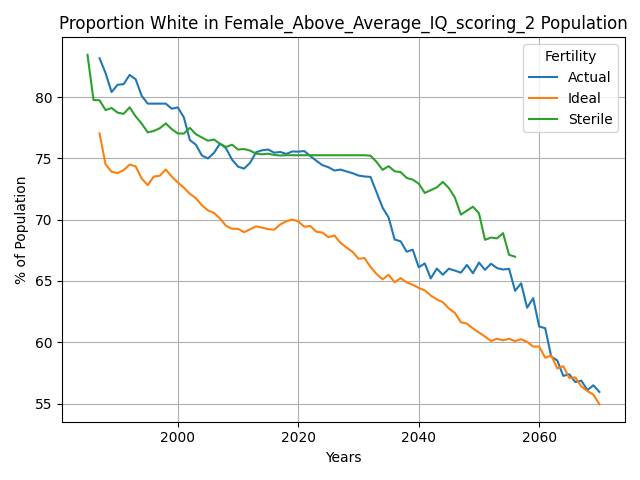 Proportion White in Female_Above_Average_IQ_scoring_2 Population
Fertility
Actual
Ideal
Sterile
% of Population
80
75
70
65
60
55
2000
2020
2040
2060
Years